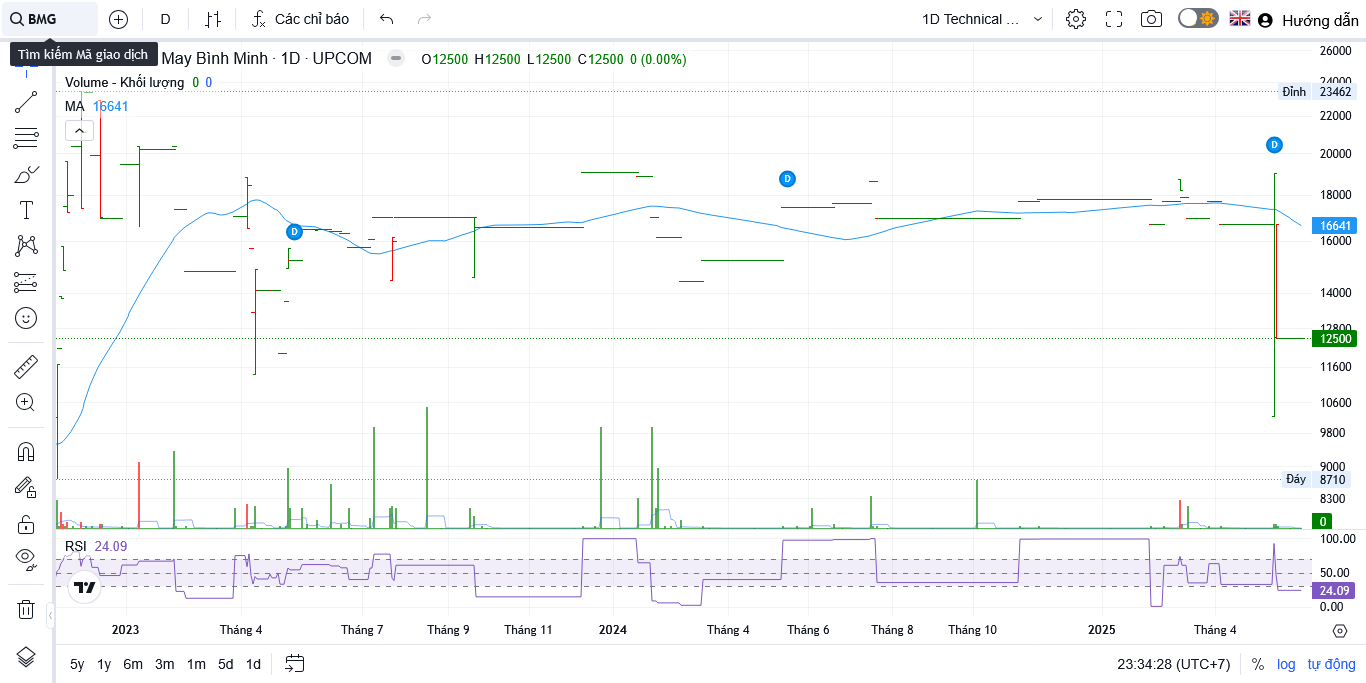 BMG
D
Các chỉ báo
1D Technical ...
Hướng dẫn
Tìm kiếm Mã giao dịch
May Bình Minh · 1D · UPCOM
O12500 H12500 L12500 C12500 0 (0.00%)
Volume - Khối lượng 0 0
MA 16641
26000
24000
Đỉnh 23462
22000
20000
18000
16641
16000
14000
12800
12500
11600
10600
9800
9000
Đáy 8710
8300
0
D
D
D
RSI 24.09
100.00
50.00
24.09
0.00
2023 Tháng 4 Tháng 7 Tháng 9 Tháng 11 2024 Tháng 4 Tháng 6 Tháng 8 Tháng 10 2025 Tháng 4
5y 1y 6m 3m 1m 5d 1d
23:34:28 (UTC+7) % log tự động